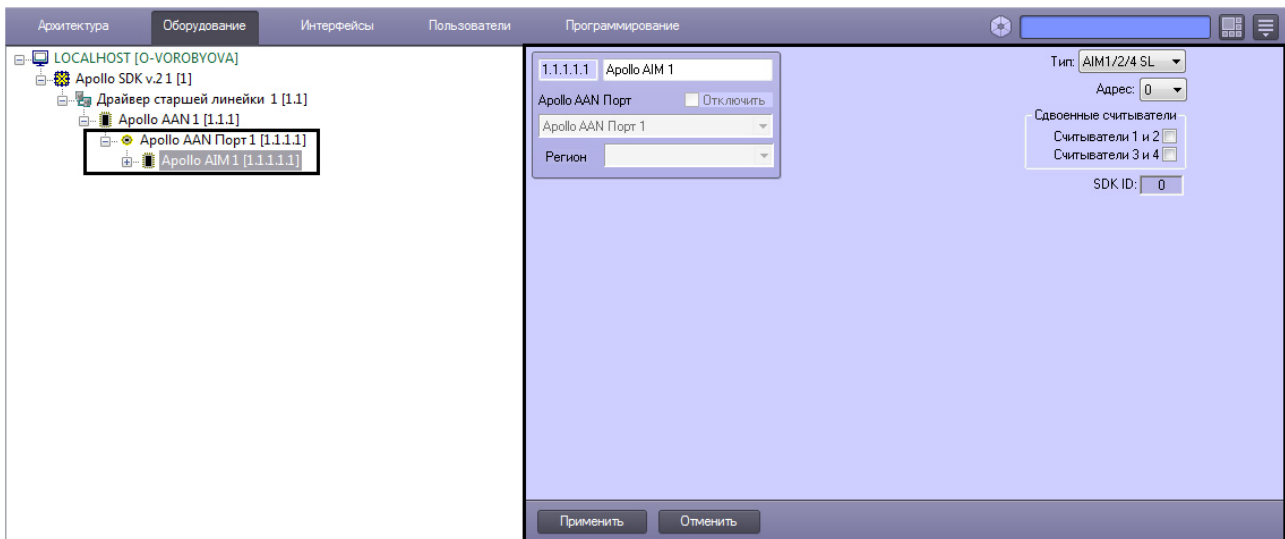 Архитектура Оборудование Интерфейсы Пользователи Программирование
LOCALHOST [O-VOROBYOVA]
Apollo SDK v.2 1 [1]
Драйвер старшей линейки 1 [1.1]
Apollo AAN 1 [1.1.1]
Apollo AAN Порт 1 [1.1.1.1]
Apollo AIM 1 [1.1.1.1.1]
1.1.1.1.1 Apollo AIM 1
Apollo AAN Порт Отключить
Apollo AAN Порт 1
Регион
Тип: AIM1/2/4 SL
Адрес: 0
Сдвоенные считыватели
Считыватели 1 и 2
Считыватели 3 и 4
SDK ID: 0
Применить Отменить